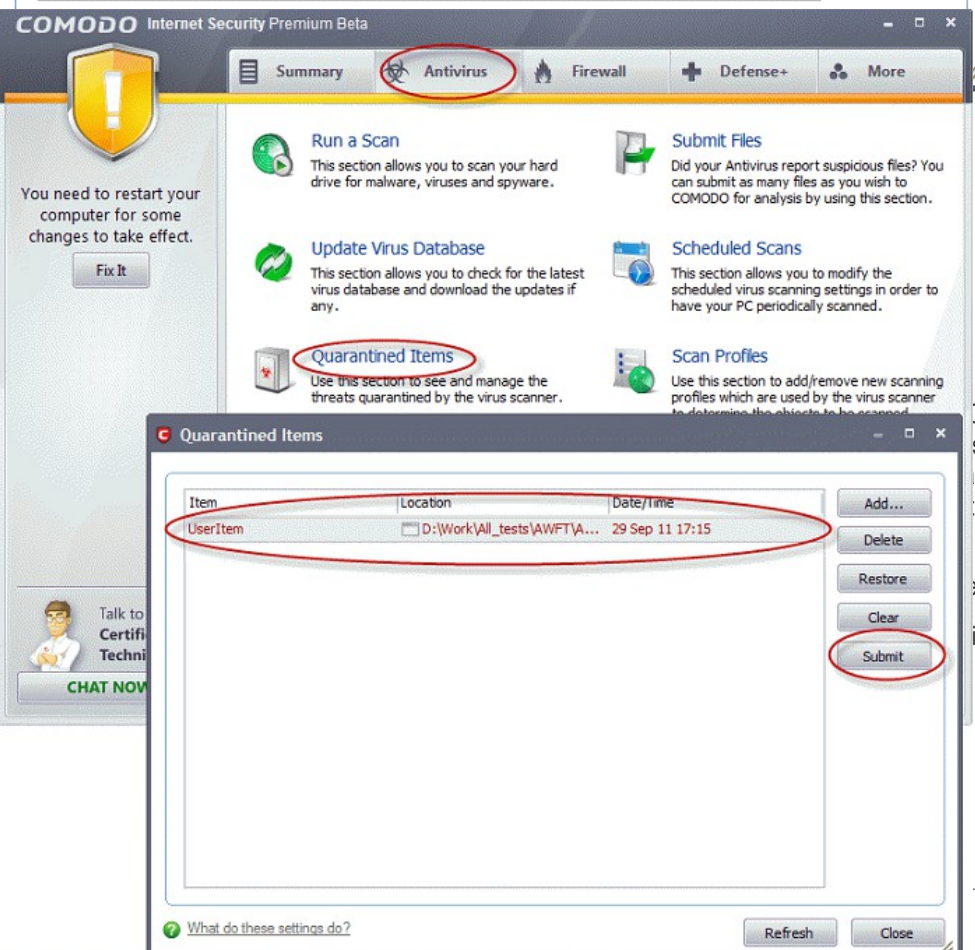 COMODO Internet Security Premium Beta
Summary
Antivirus
Firewall
Defense+
More
You need to restart your
computer for some
changes to take effect.
Fix It
Run a Scan
This section allows you to scan your hard
drive for malware, viruses and spyware.
Submit Files
Did your Antivirus report suspicious files? You
can submit as many files as you wish to
COMODO for analysis by using this section.
Update Virus Database
This section allows you to check for the latest
virus database and download the updates if
any.
Scheduled Scans
This section allows you to modify the
scheduled virus scanning settings in order to
have your PC periodically scanned.
Quarantined Items
Use this section to see and manage the
threats quarantined by the virus scanner.
Scan Profiles
Use this section to add/remove new scanning
profiles which are used by the virus scanner
to determine the objects to be scanned
Talk to
Certifi
Techni
CHAT NOW
Quarantined Items
Item Location Date/Time
UserItem D:\Work\All_tests\AWFT\A... 29 Sep 11 17:15
Add...
Delete
Restore
Clear
Submit
What do these settings do?
Refresh
Close